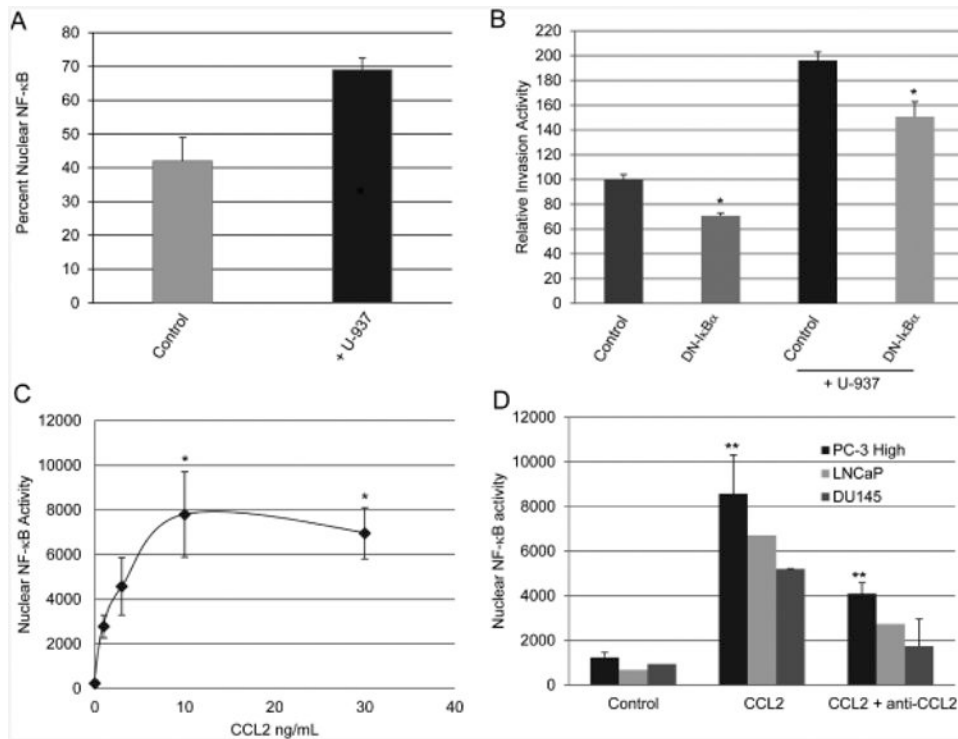 A
Percent Nuclear NF-κB
80
70
60
50
40
30
20
10
0
Control
+ U-937
*
B
Relative Invasion Activity
220
200
180
160
140
120
100
80
60
40
20
0
*
*
Control
DN-IκBα
Control
DN-IκBα
+ U-937
C
Nuclear NF-κB Activity
12000
10000
8000
6000
4000
2000
0
*
*
0
10
20
30
40
CCL2 ng/mL
D
Nuclear NF-κB activity
12000
10000
8000
6000
4000
2000
0
**
**
PC-3 High
LNCaP
DU145
Control
CCL2
CCL2 + anti-CCL2